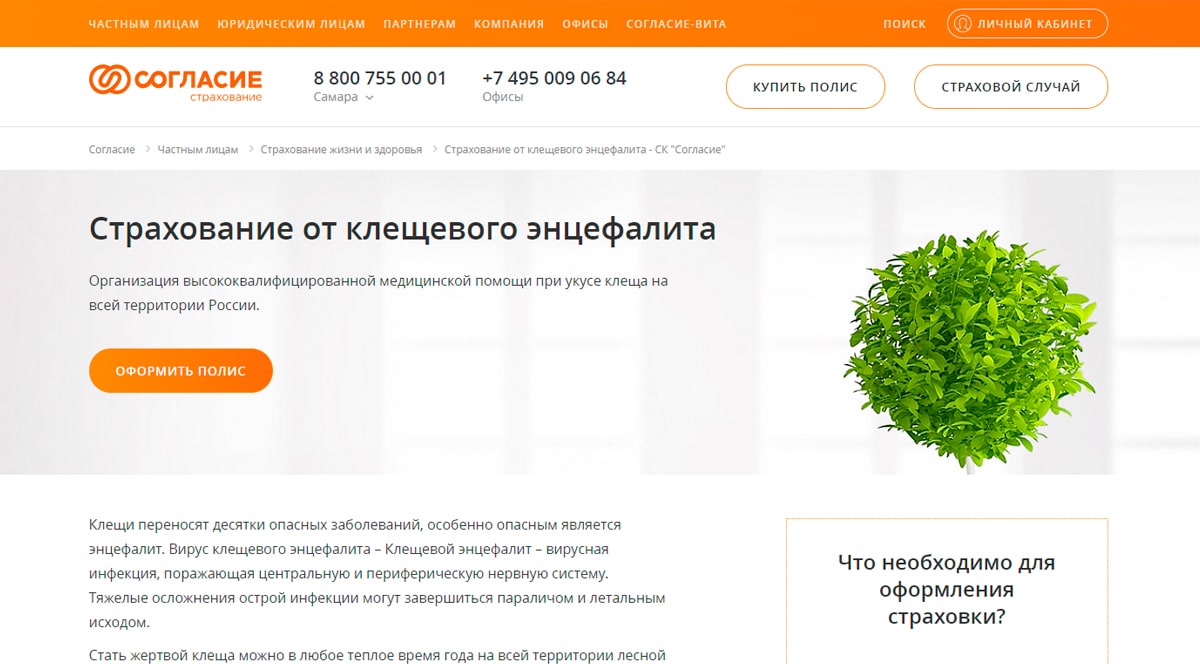 ЧАСТНЫМ ЛИЦАМ ЮРИДИЧЕСКИМ ЛИЦАМ ПАРТНЕРАМ КОМПАНИЯ ОФИСЫ СОГЛАСИЕ-ВИТА ПОИСК ЛИЧНЫЙ КАБИНЕТ
СОГЛАСИЕ
страхование
8 800 755 00 01
Самара
+7 495 009 06 84
Офисы
КУПИТЬ ПОЛИС
СТРАХОВОЙ СЛУЧАЙ
Согласие > Частным лицам > Страхование жизни и здоровья > Страхование от клещевого энцефалита - СК "Согласие"
Страхование от клещевого энцефалита
Организация высококвалифицированной медицинской помощи при укусе клеща на
всей территории России.
ОФОРМИТЬ ПОЛИС
Клещи переносят десятки опасных заболеваний, особенно опасным является
энцефалит. Вирус клещевого энцефалита – Клещевой энцефалит – вирусная
инфекция, поражающая центральную и периферическую нервную систему.
Тяжелые осложнения острой инфекции могут завершиться параличом и летальным
исходом.
Стать жертвой клеща можно в любое теплое время года на всей территории лесной
Что необходимо для
оформления
страховки?